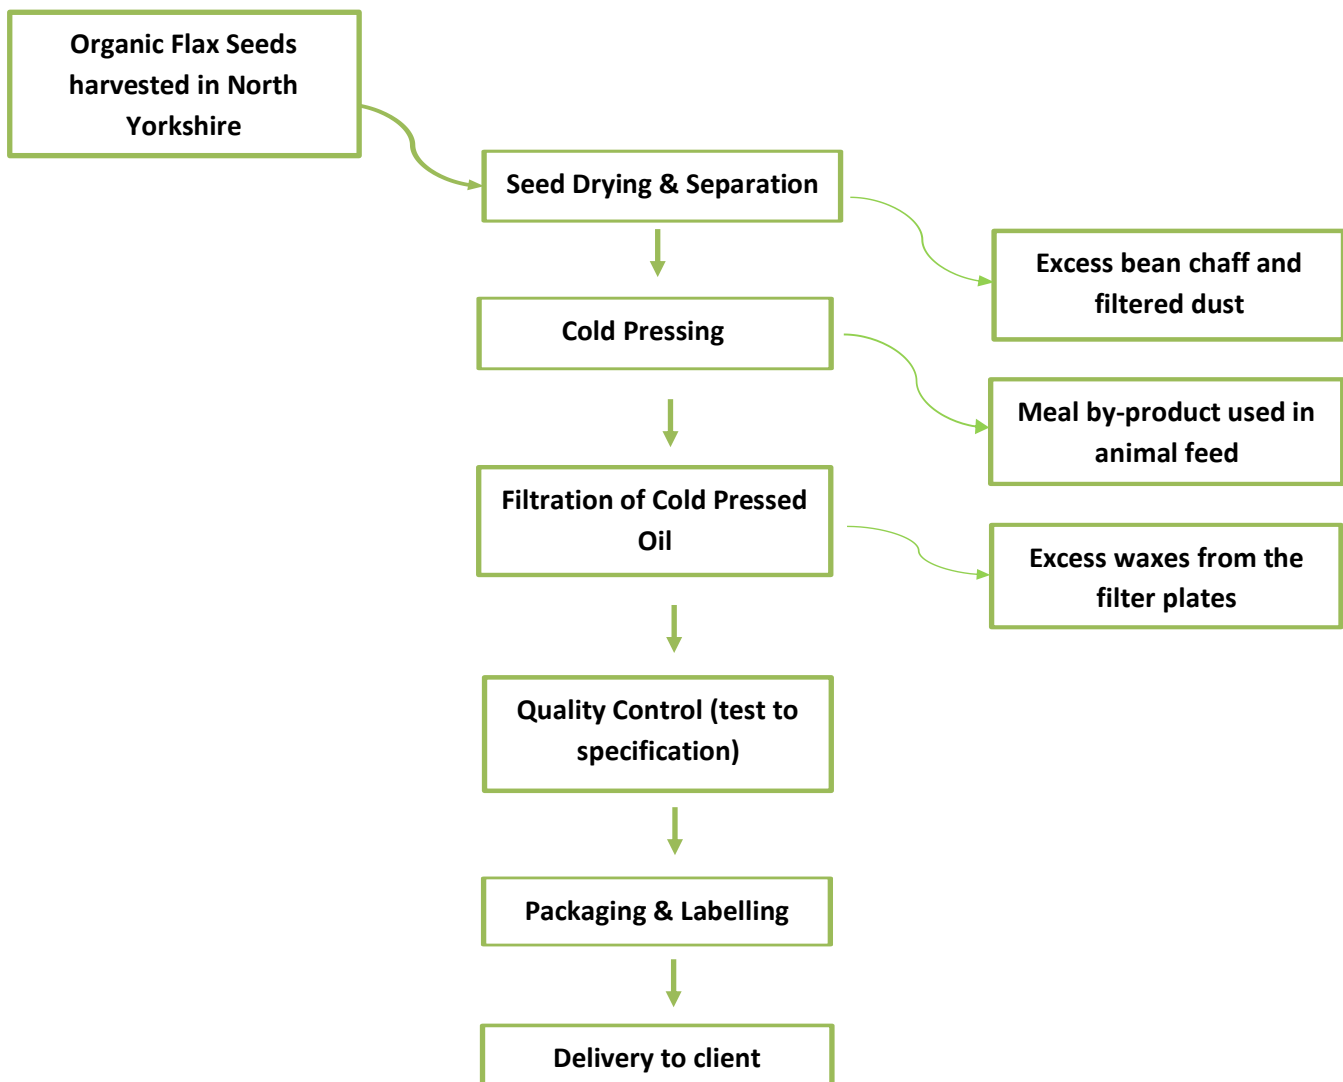 Organic Flax Seeds
harvested in North
Yorkshire
Seed Drying & Separation
Excess bean chaff and
filtered dust
Cold Pressing
Meal by-product used in
animal feed
Filtration of Cold Pressed
Oil
Excess waxes from the
filter plates
Quality Control (test to
specification)
Packaging & Labelling
Delivery to client